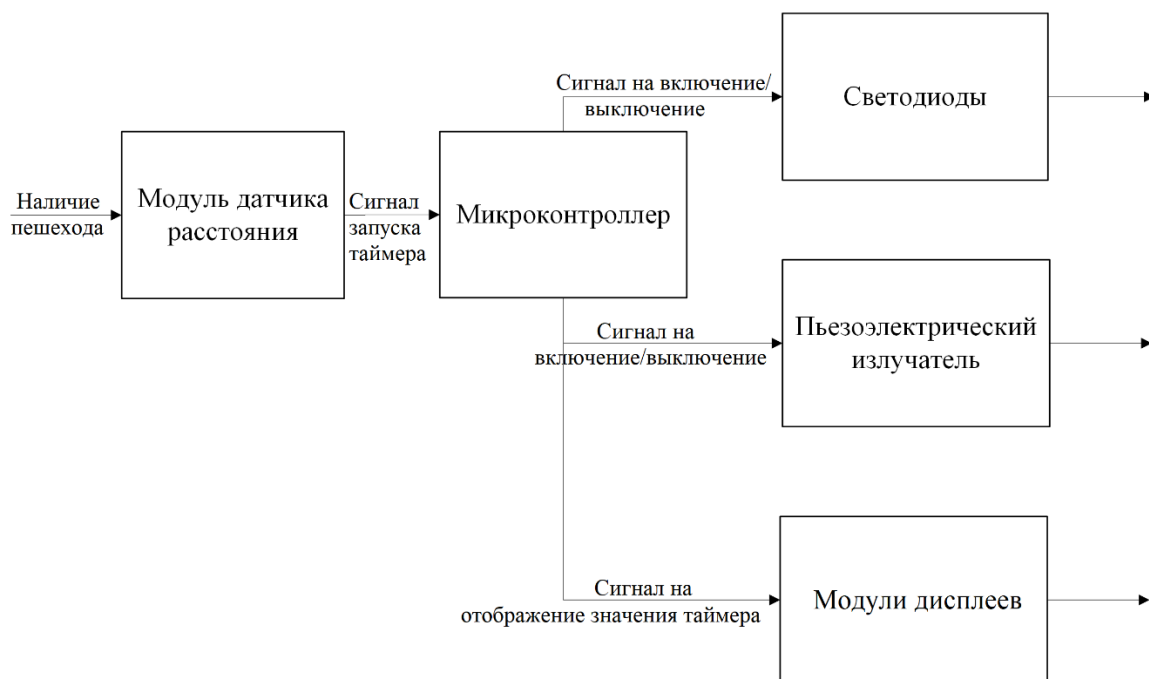 Сигнал на включение/
выключение
Светодиоды
Наличие
пешехода
Модуль датчика
расстояния
Сигнал
запуска
таймера
Микроконтроллер
Сигнал на
включение/выключение
Пьезоэлектрический
излучатель
Сигнал на
отображение значения таймера
Модули дисплеев